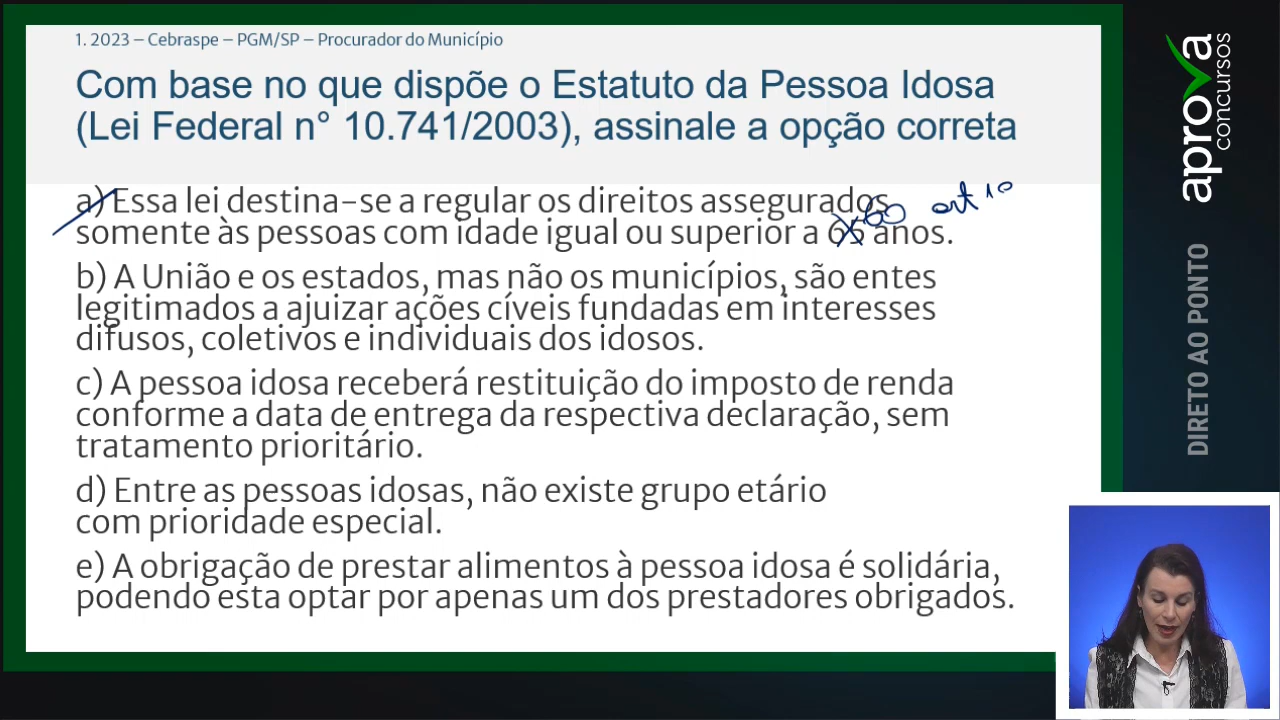 1. 2023 – Cebraspe – PGM/SP – Procurador do Município
Com base no que dispõe o Estatuto da Pessoa Idosa
(Lei Federal n° 10.741/2003), assinale a opção correta
a) Essa lei destina-se a regular os direitos assegurados
somente às pessoas com idade igual ou superior a 65 anos.
60 art 1º
b) A União e os estados, mas não os municípios, são entes
legitimados a ajuizar ações cíveis fundadas em interesses
difusos, coletivos e individuais dos idosos.
c) A pessoa idosa receberá restituição do imposto de renda
conforme a data de entrega da respectiva declaração, sem
tratamento prioritário.
d) Entre as pessoas idosas, não existe grupo etário
com prioridade especial.
e) A obrigação de prestar alimentos à pessoa idosa é solidária,
podendo esta optar por apenas um dos prestadores obrigados.
aprova
concursos
DIRETO AO PONTO